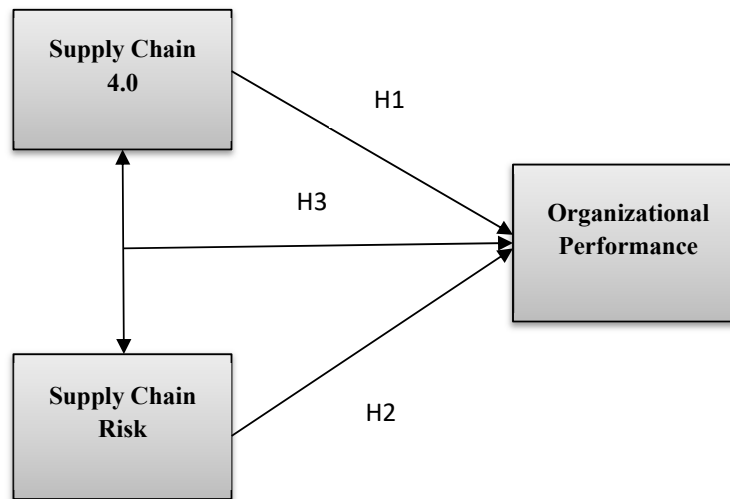 Supply Chain
4.0
H1
H3
Organizational
Performance
Supply Chain
Risk
H2